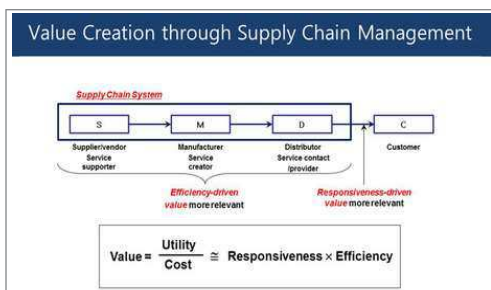 Value Creation through Supply Chain Management
Supply Chain System
S
M
D
C
Supplier/vendor
Service
supporter
Manufacturer
Service
creator
Distributor
Service contact
/provider
Customer
Efficiency-driven
value more relevant
Responsiveness-driven
value more relevant
Value = Utility / Cost ≅ Responsiveness × Efficiency